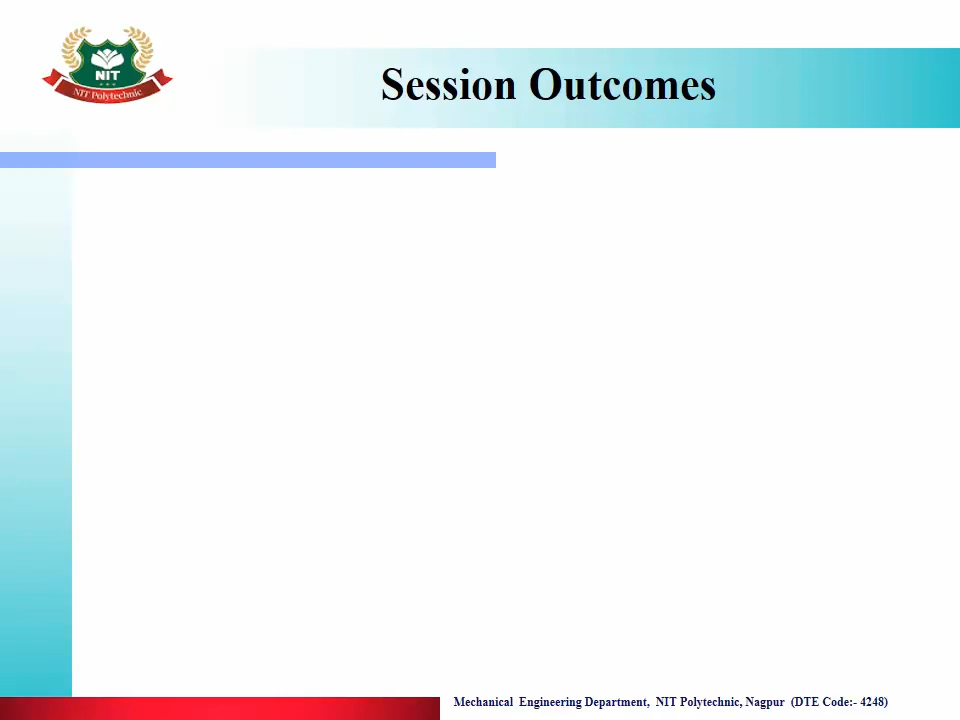 NIT
NIT Polytechnic
Session Outcomes
Mechanical Engineering Department, NIT Polytechnic, Nagpur (DTE Code:- 4248)